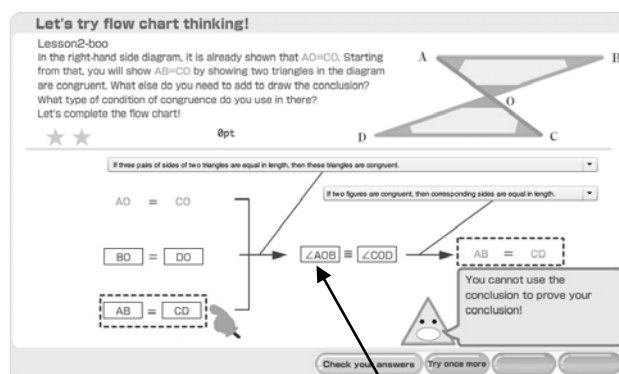 Let's try flow chart thinking!
Lesson2-boo
In the right-hand side diagram, it is already shown that AO=CO. Starting
from that, you will show AB=CD by showing two triangles in the diagram
are congruent. What else do you need to add to draw the conclusion?
What type of condition of congruence do you use in there?
Let's complete the flow chart!
0pt
A
B
O
D
C
If three pairs of sides of two triangles are equal in length, then these triangles are congruent.
If two figures are congruent, then corresponding sides are equal in length.
AO = CO
BO = DO
∠AOB ≡ ∠COD
AB = CD
AB = CD
You cannot use the
conclusion to prove your
conclusion!
Check your answers
Try once more